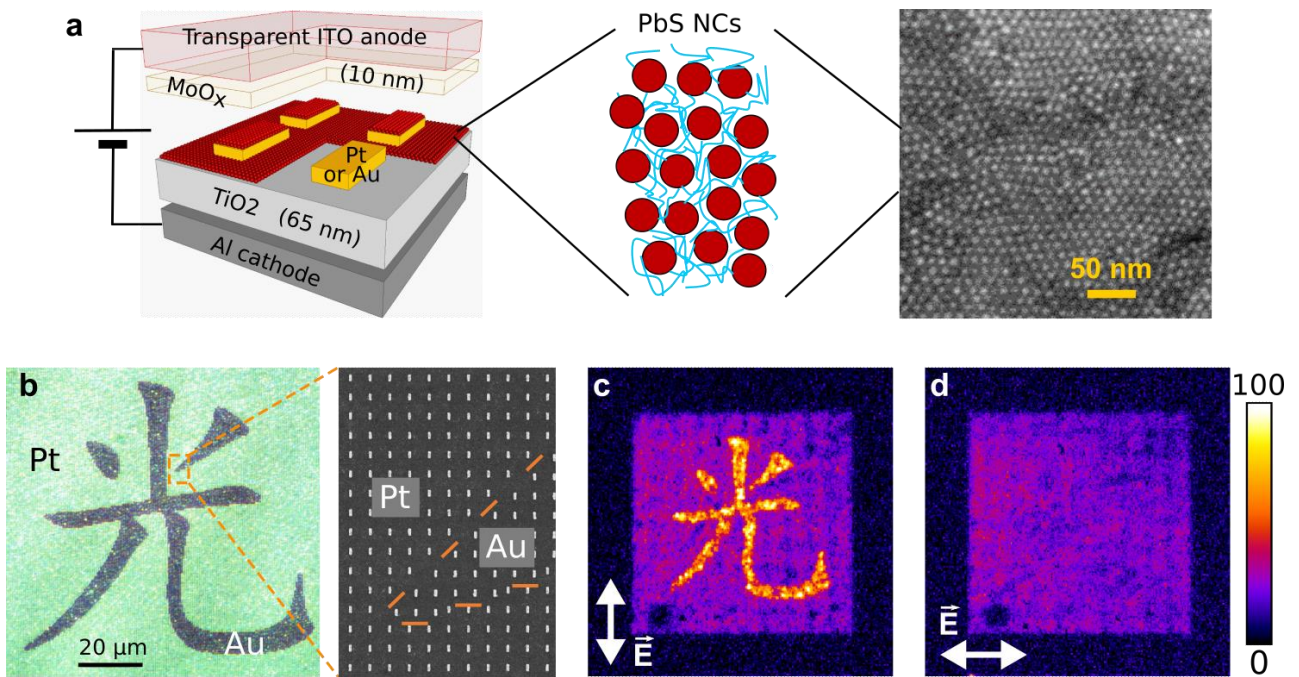 a
Transparent ITO anode
MoOx
(10 nm)
Pt
or Au
TiO2 (65 nm)
Al cathode
PbS NCs
50 nm
b
Pt
光
Au
20 μm
Pt
Au
c
光
E
d
E
100
0